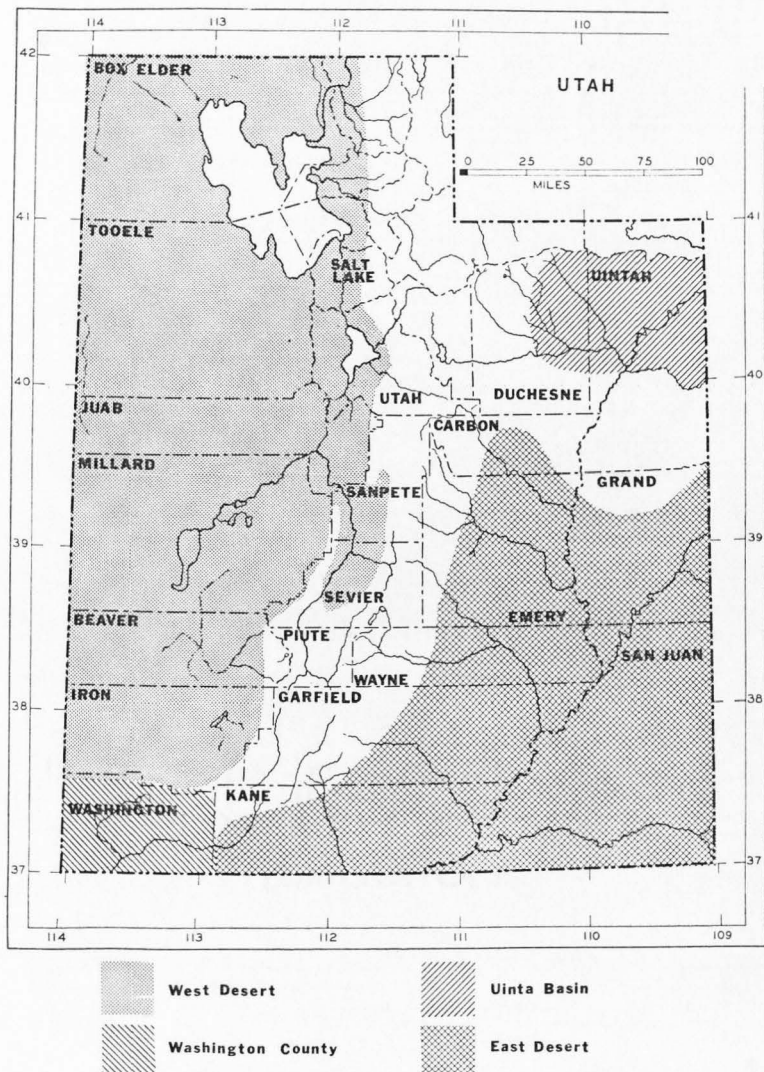 114 113 112 111 110
42
BOX ELDER
UTAH
0 25 50 75 100
MILES
41 41
TOOELE
SALT
LAKE
UINTAH
40 40
UTAH DUCHESNE
JUAB
CARBON
MILLARD
GRAND
SANPETE
39 39
SEVIER
BEAVER
EMERY
PIUTE
SAN JUAN
WAYNE
IRON
GARFIELD
38 38
KANE
WASHINGTON
37 37
114 113 112 111 110 109
West Desert Uinta Basin
Washington County East Desert